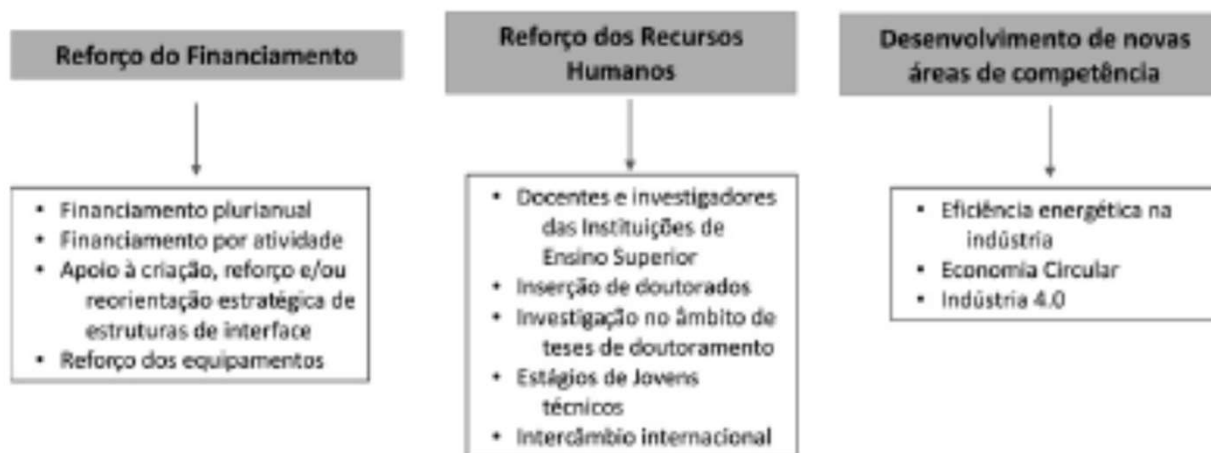 Reforço do Financiamento
• Financiamento plurianual
• Financiamento por atividade
• Apoio à criação, reforço e/ou
reorientação estratégica de
estruturas de interface
• Reforço dos equipamentos
Reforço dos Recursos
Humanos
• Docentes e investigadores
das Instituições de
Ensino Superior
• Inserção de doutorados
• Investigação no âmbito de
teses de doutoramento
• Estágios de Jovens
técnicos
• Intercâmbio internacional
Desenvolvimento de novas
áreas de competência
• Eficiência energética na
indústria
• Economia Circular
• Indústria 4.0